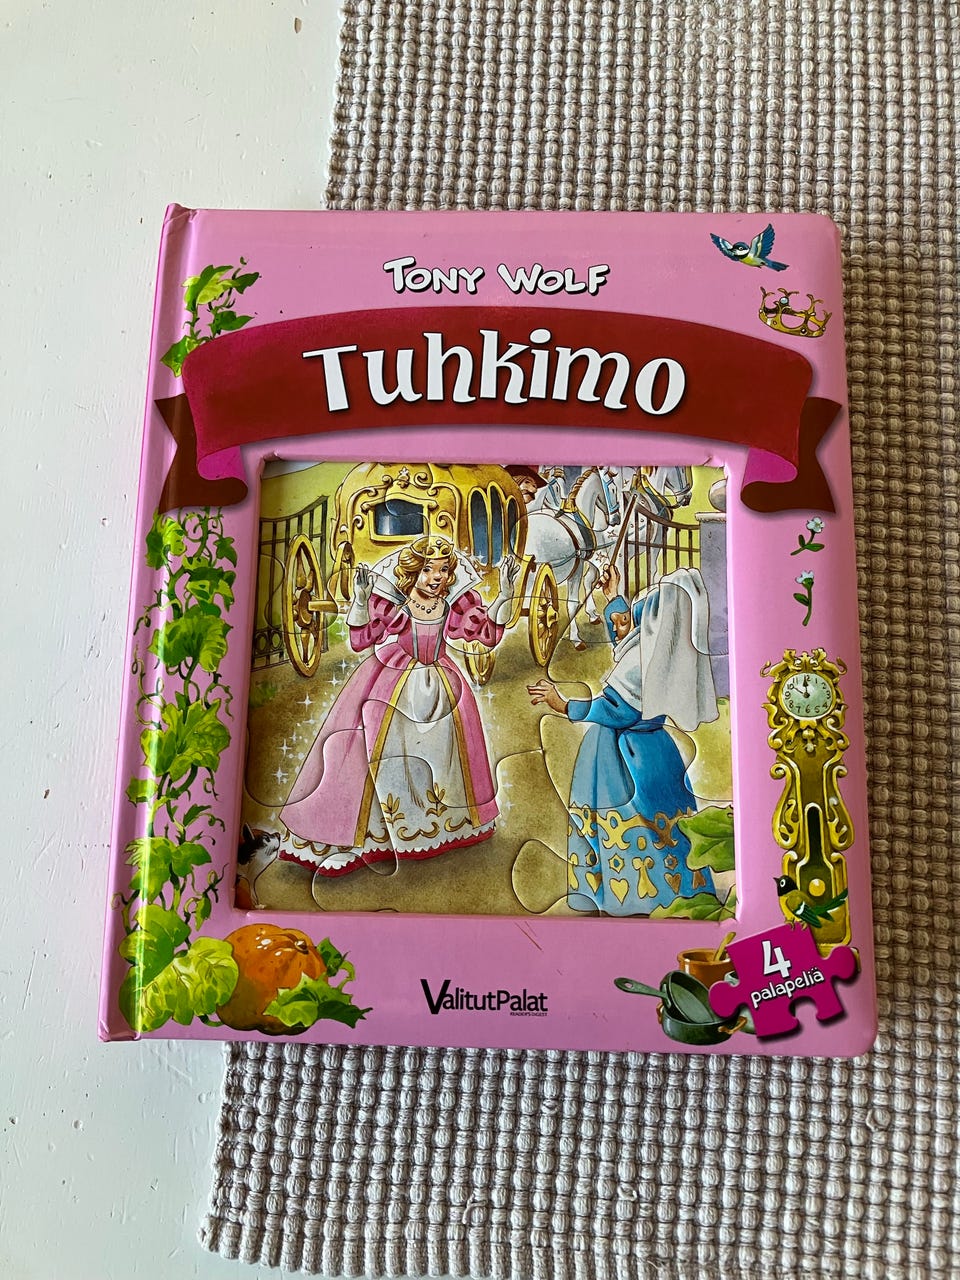 TONY WOLF
Tuhkimo
4
palapeliä
ValitutPalat
READER'S DIGEST